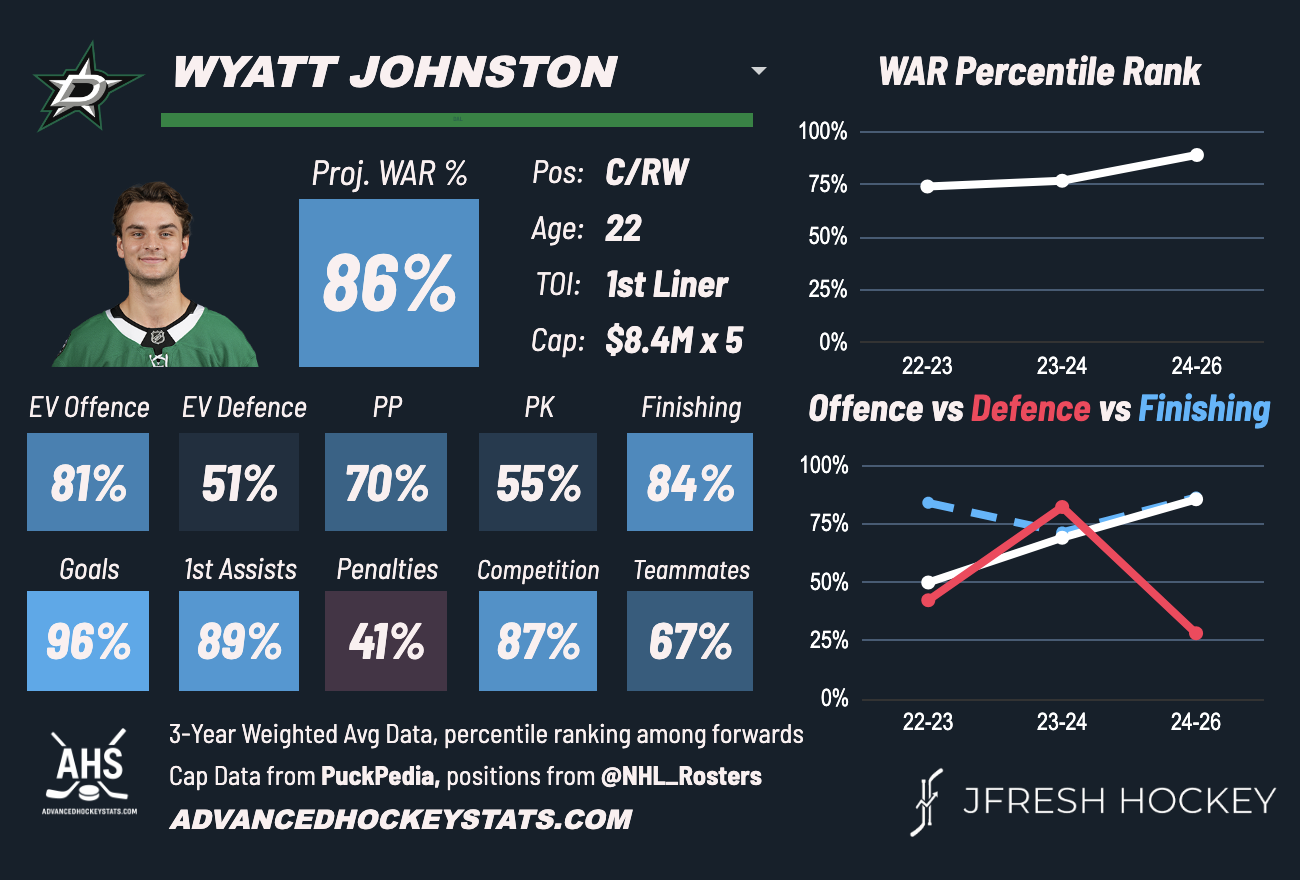 WYATT JOHNSTON
DAL
Proj. WAR %
86%
Pos: C/RW
Age: 22
TOI: 1st Liner
Cap: $8.4M x 5
EV Offence EV Defence PP PK Finishing
81% 51% 70% 55% 84%
Goals 1st Assists Penalties Competition Teammates
96% 89% 41% 87% 67%
AHS
ADVANCEDHOCKEYSTATS.COM
3-Year Weighted Avg Data, percentile ranking among forwards
Cap Data from PuckPedia, positions from @NHL_Rosters
ADVANCEDHOCKEYSTATS.COM
WAR Percentile Rank
100%
75%
50%
25%
0%
22-23 23-24 24-26
Offence vs Defence vs Finishing
100%
75%
50%
25%
0%
22-23 23-24 24-26
JFRESH HOCKEY